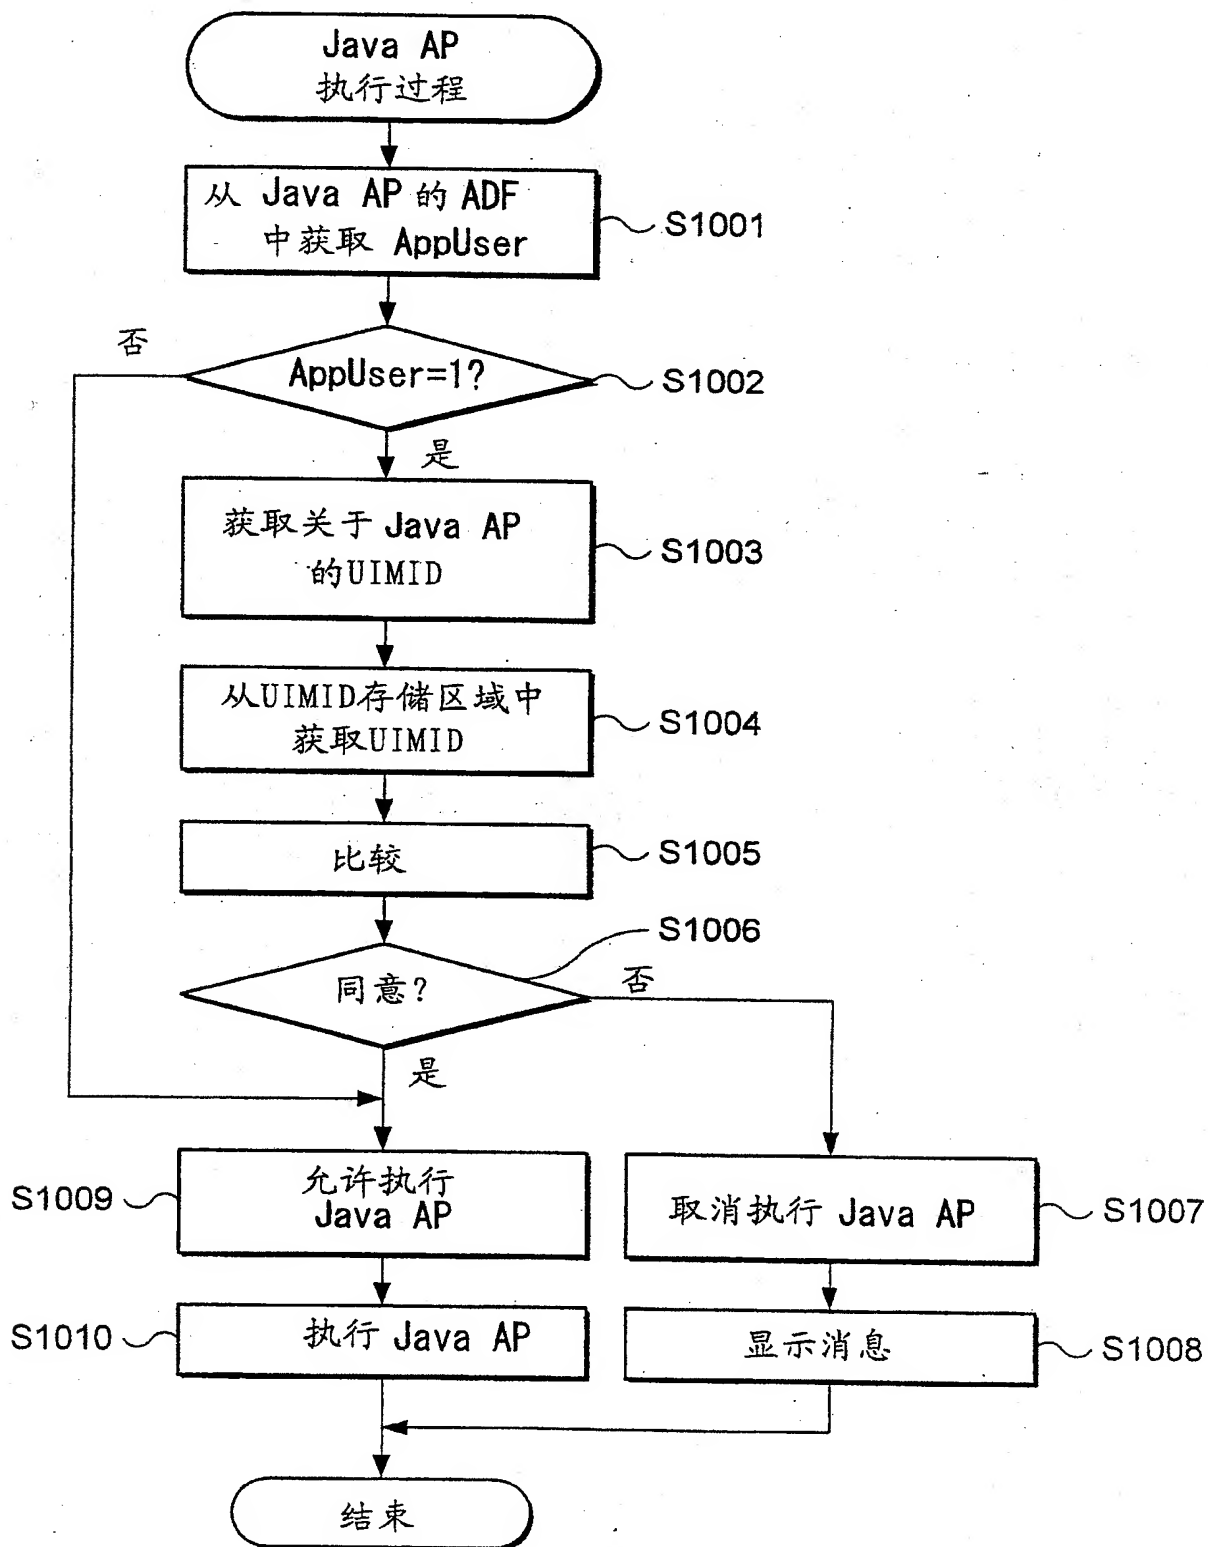 Java AP
执行过程
从 Java AP 的 ADF
中获取 AppUser
S1001
否
AppUser=1?
S1002
是
获取关于 Java AP
的UIMID
S1003
从UIMID存储区域中
获取UIMID
S1004
比较
S1005
S1006
同意?
否
是
S1009
允许执行
Java AP
取消执行 Java AP
S1007
S1010
执行 Java AP
显示消息
S1008
结束